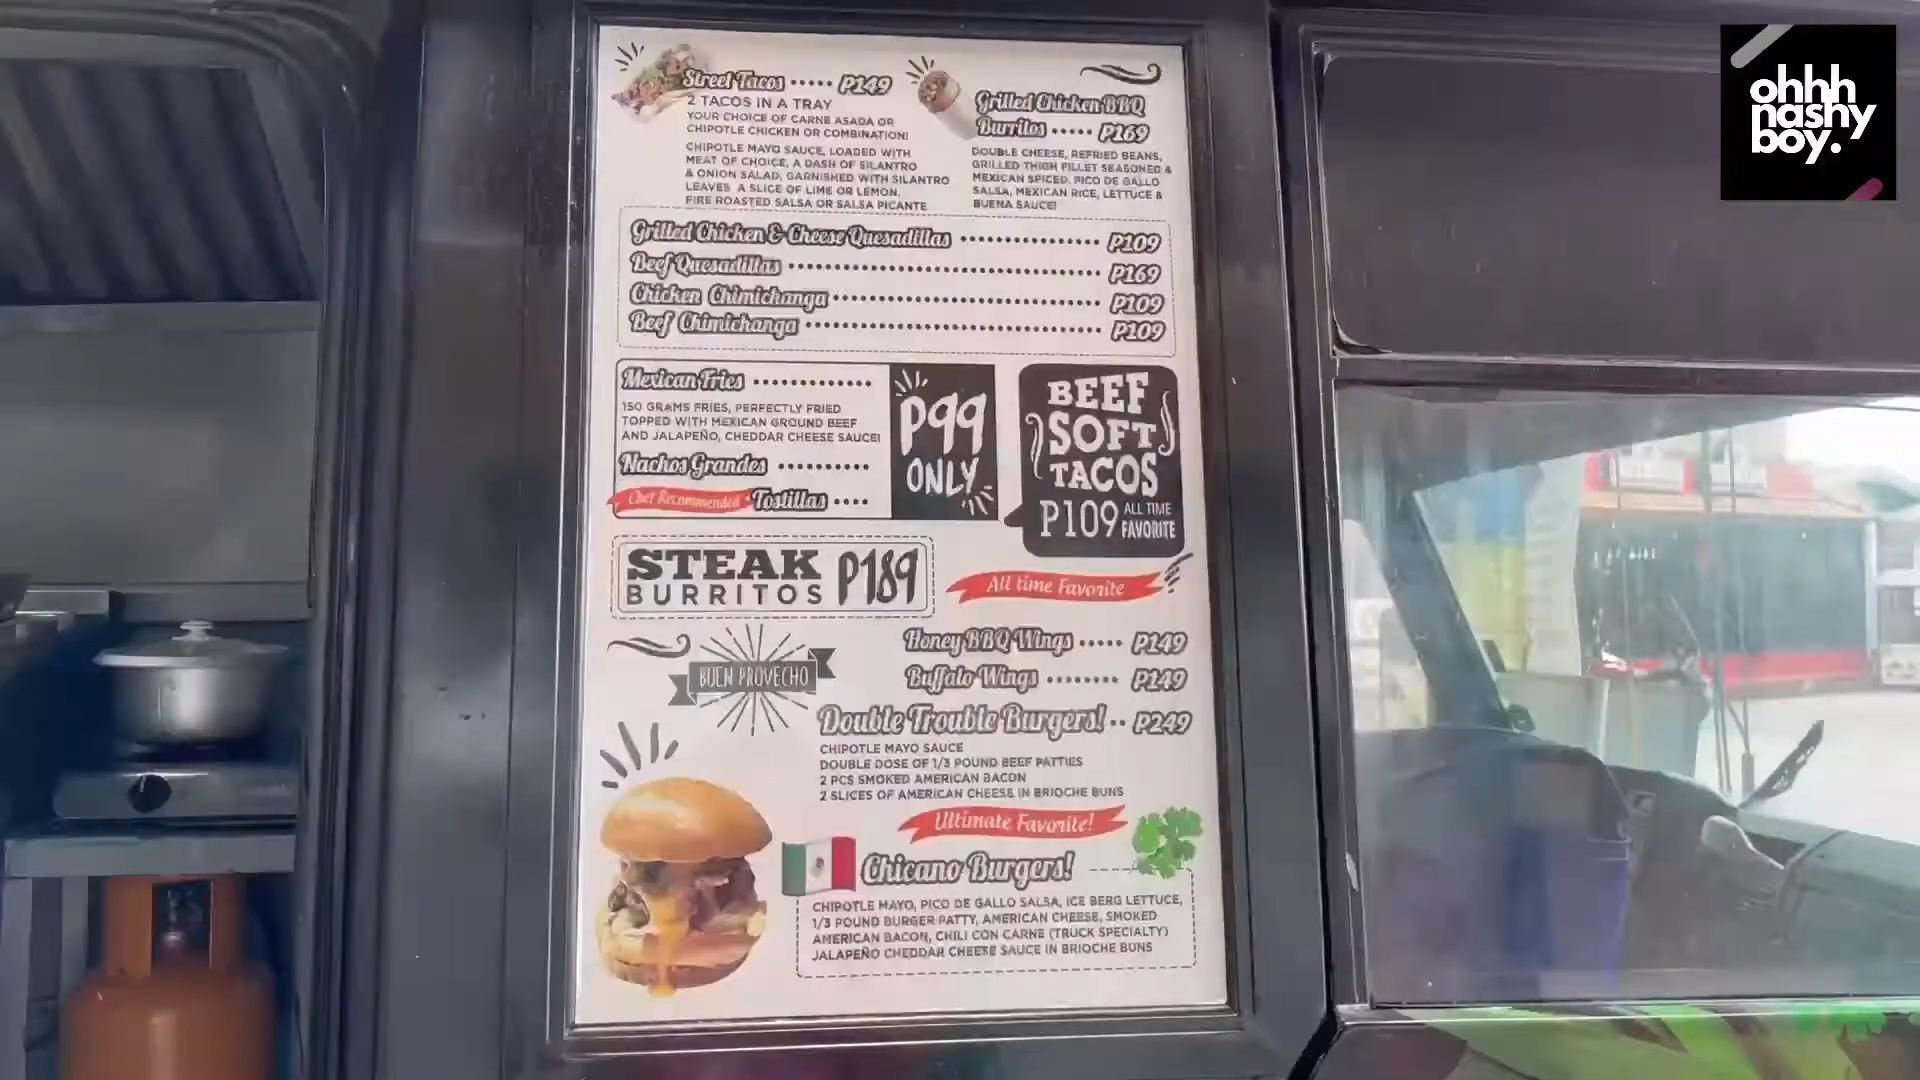 Street Tacos ..... P149
2 TACOS IN A TRAY
YOUR CHOICE OF CARNE ASADA OR
CHIPOTLE CHICKEN OR COMBINATION!
CHIPOTLE MAYO SAUCE, LOADED WITH
MEAT OF CHOICE, A DASH OF SILANTRO
& ONION SALAD, GARNISHED WITH SILANTRO
LEAVES A SLICE OF LIME OR LEMON.
FIRE ROASTED SALSA OR SALSA PICANTE
Grilled Chicken BBQ
Burritos ..... P169
DOUBLE CHEESE, REFRIED BEANS,
GRILLED THIGH FILLET SEASONED &
MEXICAN SPICED. PICO DE GALLO
SALSA, MEXICAN RICE, LETTUCE &
BUENA SAUCE!
Grilled Chicken & Cheese Quesadillas ............... P109
Beef Quesadillas ............... P169
Chicken Chimichanga ............... P109
Beef Chimichanga ............... P109
Mexican Fries .............
150 GRAMS FRIES, PERFECTLY FRIED
TOPPED WITH MEXICAN GROUND BEEF
AND JALAPEÑO, CHEDDAR CHEESE SAUCE!
Nachos Grandes ..........
Chef Recommended Tostillas ....
P99
ONLY
BEEF
SOFT
TACOS
P109 ALL TIME
FAVORITE
STEAK
BURRITOS P189
All time Favorite
BUEN PROVECHO
Honey BBQ Wings ..... P149
Buffalo Wings ........ P149
Double Trouble Burgers! .. P249
CHIPOTLE MAYO SAUCE
DOUBLE DOSE OF 1/3 POUND BEEF PATTIES
2 PCS SMOKED AMERICAN BACON
2 SLICES OF AMERICAN CHEESE IN BRIOCHE BUNS
Ultimate Favorite!
Chicano Burgers!
CHIPOTLE MAYO, PICO DE GALLO SALSA, ICE BERG LETTUCE,
1/3 POUND BURGER PATTY, AMERICAN CHEESE, SMOKED
AMERICAN BACON, CHILI CON CARNE (TRUCK SPECIALTY)
JALAPEÑO CHEDDAR CHEESE SAUCE IN BRIOCHE BUNS
ohhh
nashy
boy.